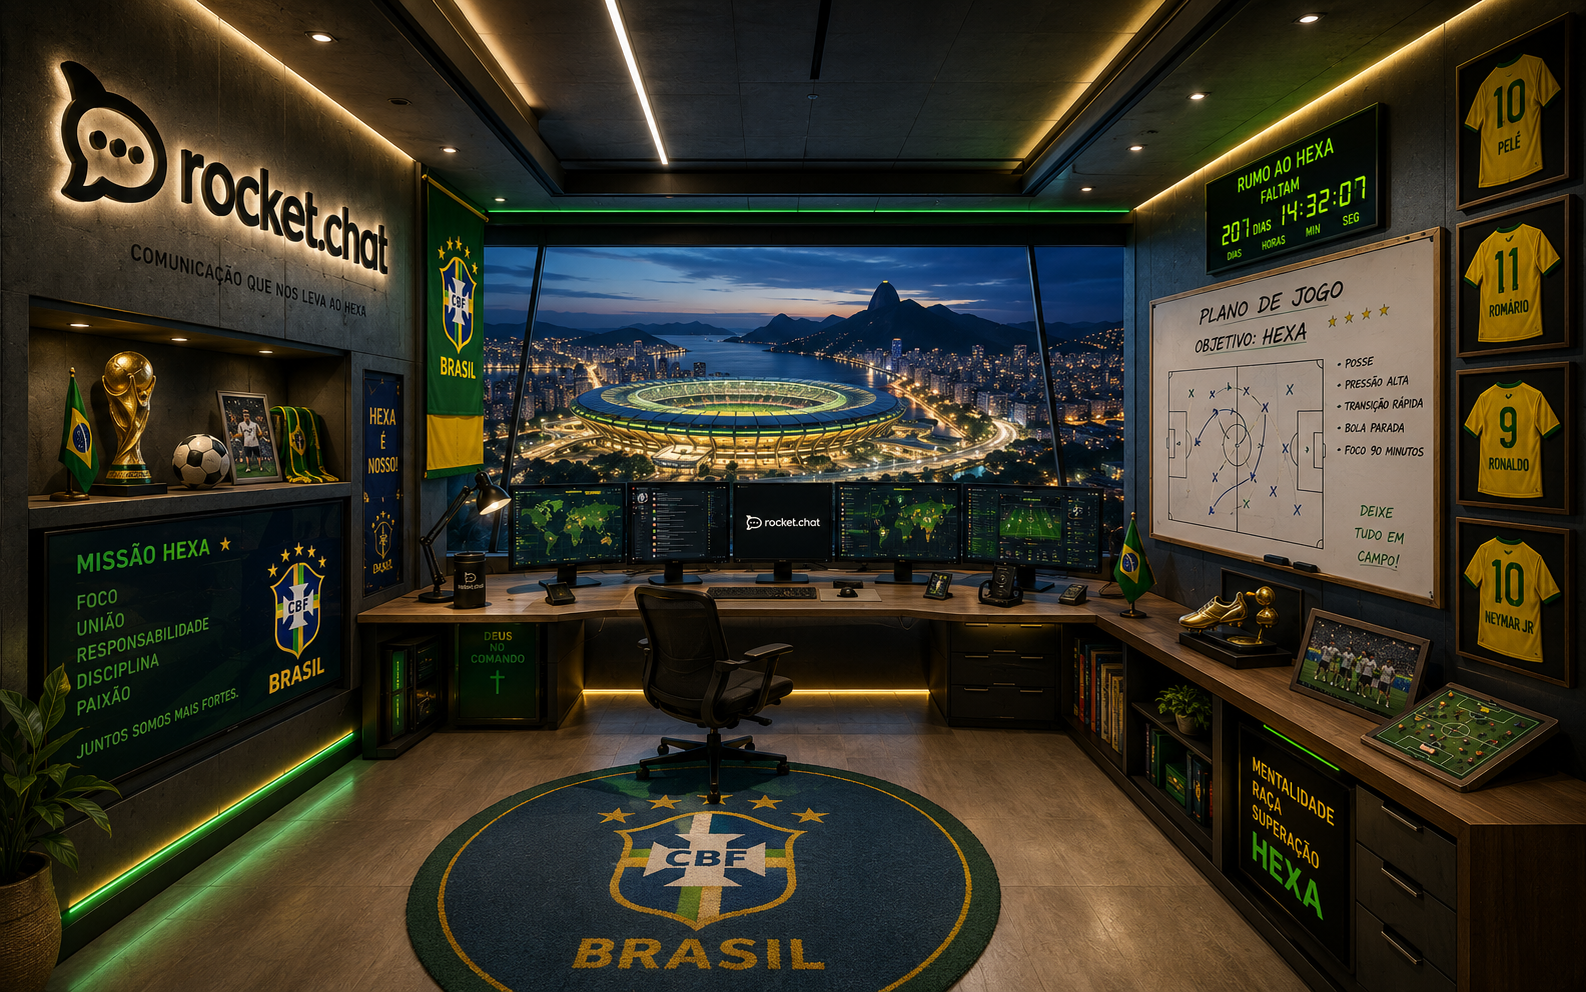 rocket.chat
COMUNICAÇÃO QUE NOS LEVA AO HEXA
CBF
BRASIL
HEXA
É
NOSSO!
MISSÃO HEXA
FOCO
UNIÃO
RESPONSABILIDADE
DISCIPLINA
PAIXÃO
JUNTOS SOMOS MAIS FORTES.
CBF
BRASIL
rocket.chat
rocket.chat
DEUS
NO
COMANDO
CBF
BRASIL
RUMO AO HEXA
FALTAM
207 DIAS 14:32:07
DIAS HORAS MIN SEG
PLANO DE JOGO
OBJETIVO: HEXA
• POSSE
• PRESSÃO ALTA
• TRANSIÇÃO RÁPIDA
• BOLA PARADA
• FOCO 90 MINUTOS
DEIXE
TUDO EM
CAMPO!
10
PELÉ
11
ROMÁRIO
9
RONALDO
10
NEYMAR JR
MENTALIDADE
RAÇA
SUPERAÇÃO
HEXA